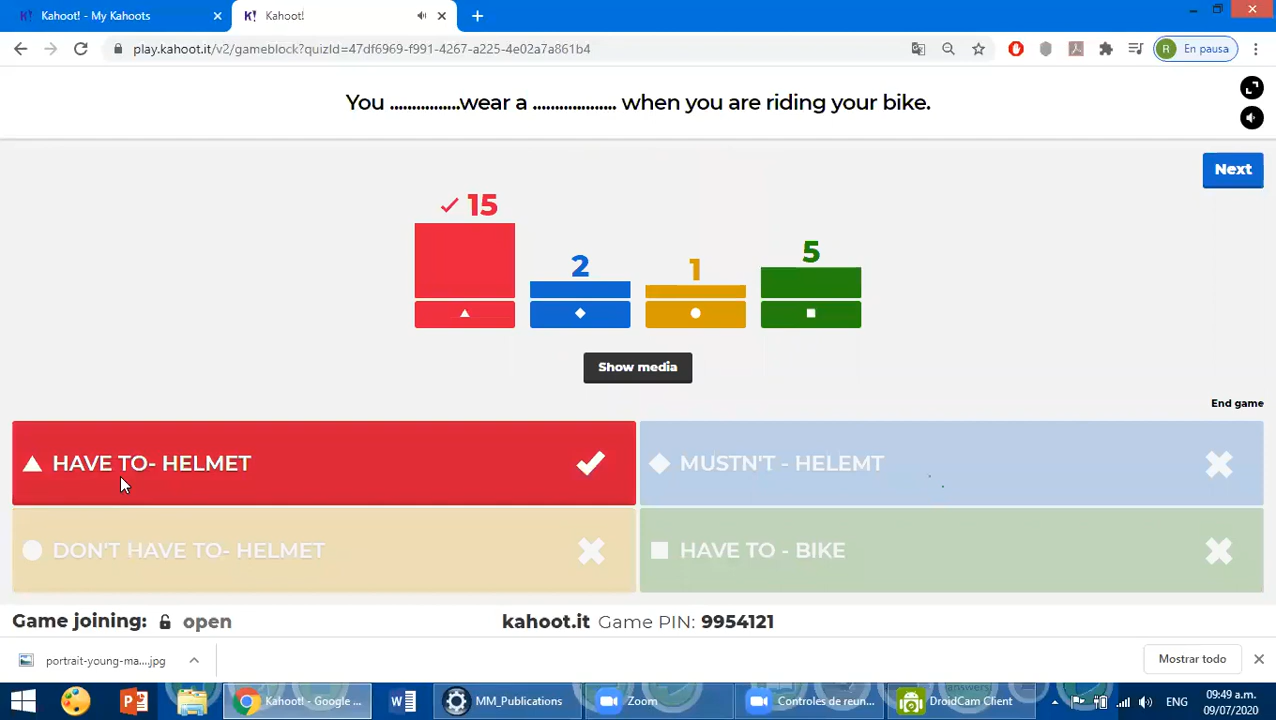 Kahoot! - My Kahoots
Kahoot!
play.kahoot.it/v2/gameblock?quizId=47df6969-f991-4267-a225-4e02a7a861b4
R En pausa
You ................wear a ................... when you are riding your bike.
Next
15
2
1
5
Show media
End game
HAVE TO- HELMET
MUSTN'T - HELEMT
DON'T HAVE TO- HELMET
HAVE TO - BIKE
Game joining: open
kahoot.it Game PIN: 9954121
portrait-young-ma....jpg
Mostrar todo
Kahoot! - Google ...
MM_Publications
Zoom
Controles de reun...
DroidCam Client
ENG
09:49 a.m.
09/07/2020